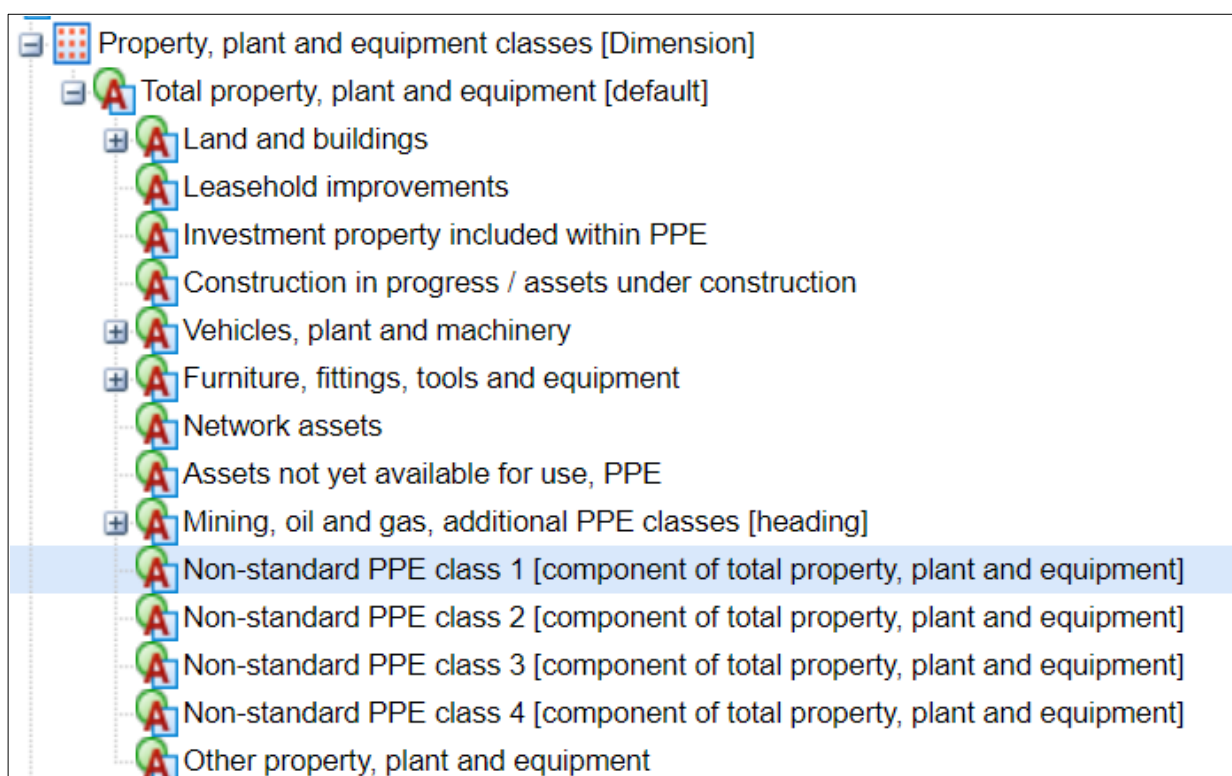 Property, plant and equipment classes [Dimension]
Total property, plant and equipment [default]
Land and buildings
Leasehold improvements
Investment property included within PPE
Construction in progress / assets under construction
Vehicles, plant and machinery
Furniture, fittings, tools and equipment
Network assets
Assets not yet available for use, PPE
Mining, oil and gas, additional PPE classes [heading]
Non-standard PPE class 1 [component of total property, plant and equipment]
Non-standard PPE class 2 [component of total property, plant and equipment]
Non-standard PPE class 3 [component of total property, plant and equipment]
Non-standard PPE class 4 [component of total property, plant and equipment]
Other property, plant and equipment